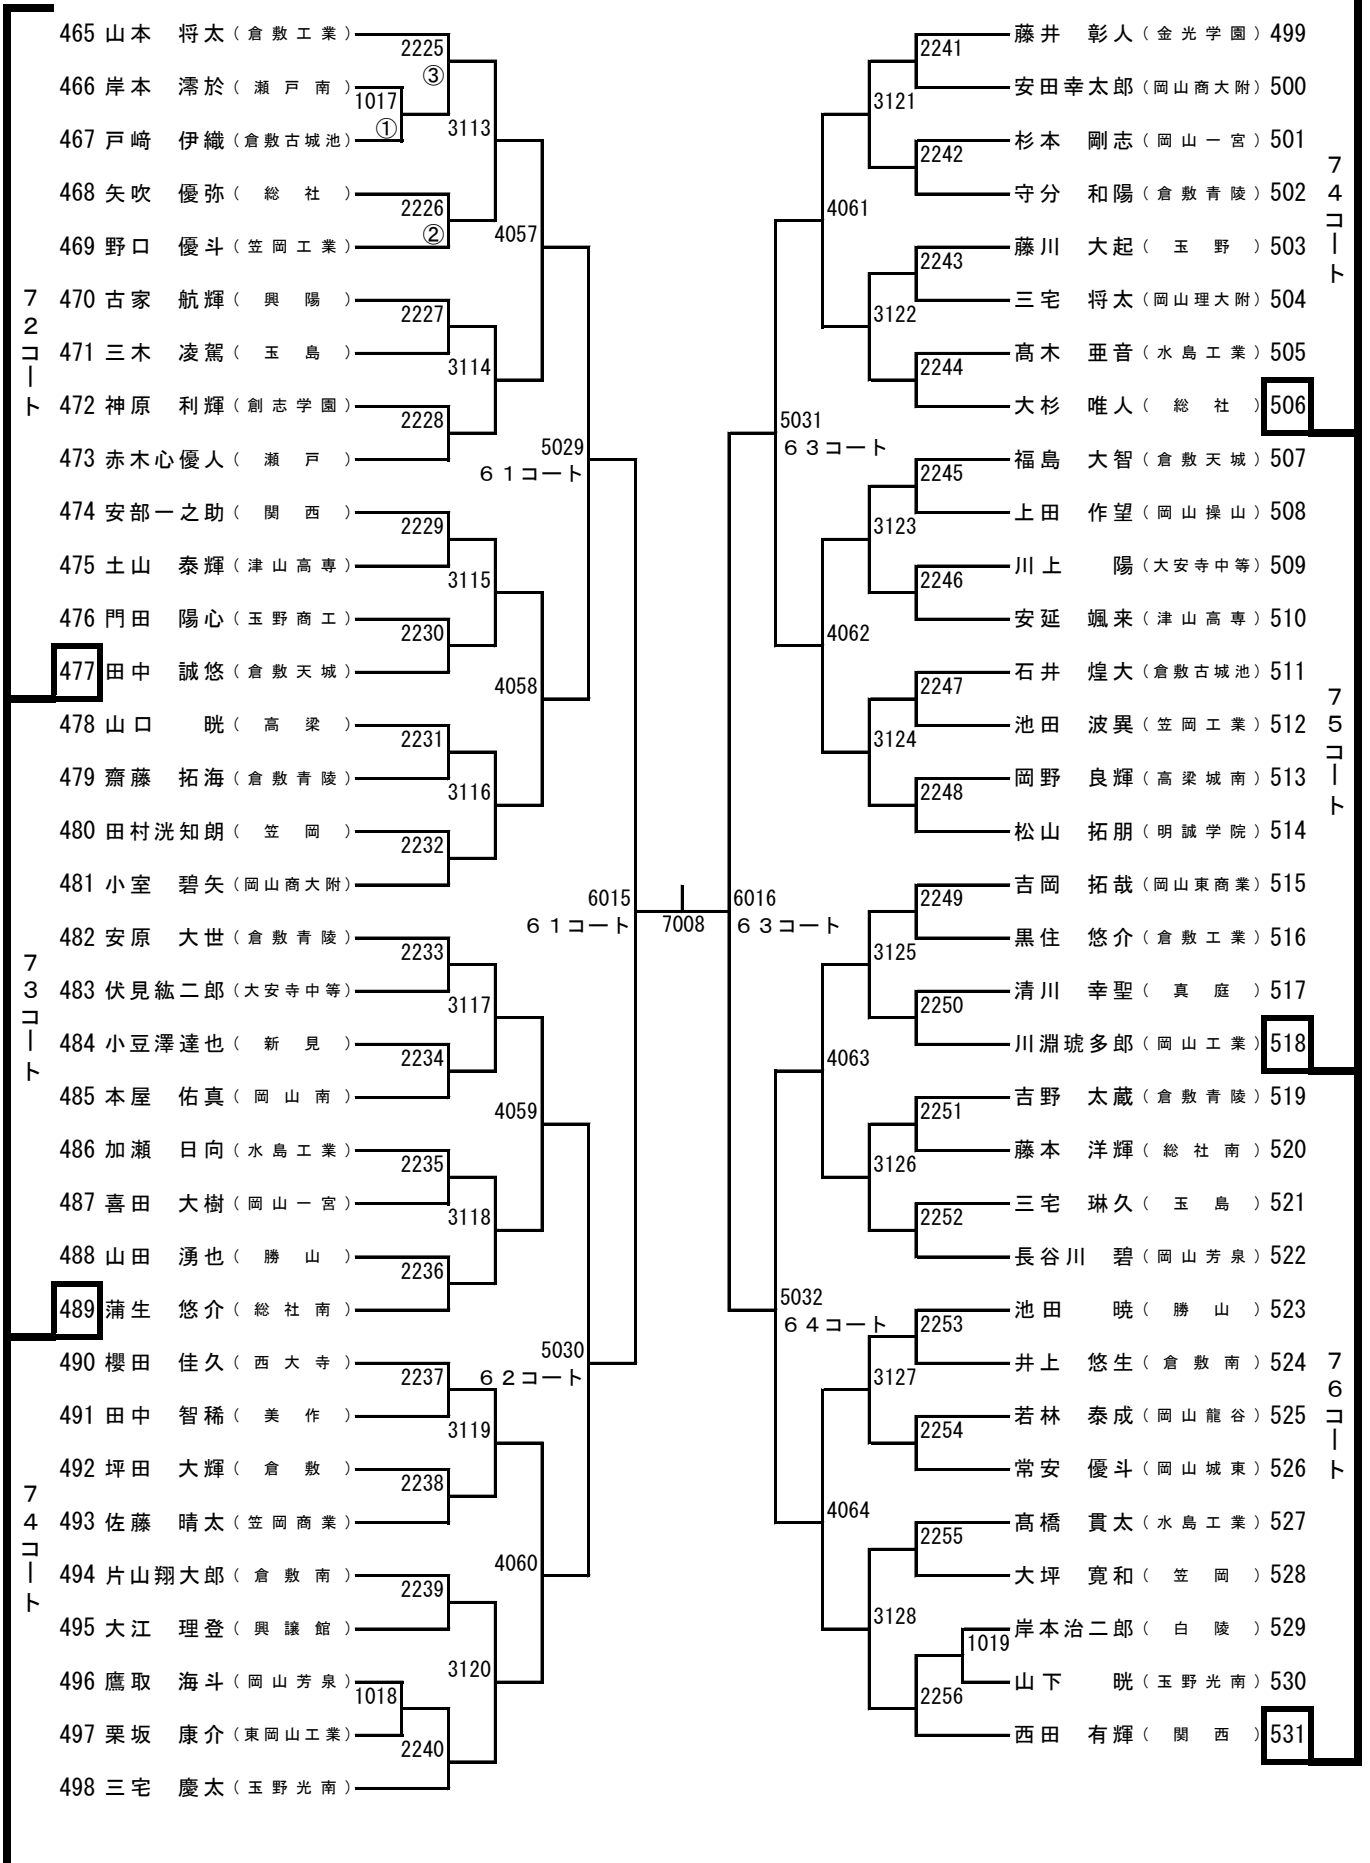 465 山本 将太 (倉敷工業)
466 岸本 澪於 (瀬戸南)
467 戸﨑 伊織 (倉敷古城池)
468 矢吹 優弥 (総社)
469 野口 優斗 (笠岡工業)
470 古家 航輝 (興陽)
471 三木 凌駕 (玉島)
472 神原 利輝 (創志学園)
473 赤木心優人 (瀬戸)
474 安部一之助 (関西)
475 土山 泰輝 (津山高専)
476 門田 陽心 (玉野商工)
477 田中 誠悠 (倉敷天城)
478 山口 晄 (高梁)
479 齋藤 拓海 (倉敷青陵)
480 田村洸知朗 (笠岡)
481 小室 碧矢 (岡山商大附)
482 安原 大世 (倉敷青陵)
483 伏見紘二郎 (大安寺中等)
484 小豆澤達也 (新見)
485 本屋 佑真 (岡山南)
486 加瀬 日向 (水島工業)
487 喜田 大樹 (岡山一宮)
488 山田 湧也 (勝山)
489 蒲生 悠介 (総社南)
490 櫻田 佳久 (西大寺)
491 田中 智稀 (美作)
492 坪田 大輝 (倉敷)
493 佐藤 晴太 (笠岡商業)
494 片山翔大郎 (倉敷南)
495 大江 理登 (興譲館)
496 鷹取 海斗 (岡山芳泉)
497 栗坂 康介 (東岡山工業)
498 三宅 慶太 (玉野光南)
72コート
73コート
74コート
1017
①
1018
2225
③
2226
②
2227
2228
2229
2230
2231
2232
2233
2234
2235
2236
2237
2238
2239
2240
3113
3114
3115
3116
3117
3118
3119
3120
4057
4058
4059
4060
5029
61コート
5030
62コート
6015
61コート
7008
6016
63コート
5031
63コート
5032
64コート
4061
4062
4063
4064
3121
3122
3123
3124
3125
3126
3127
3128
2241
2242
2243
2244
2245
2246
2247
2248
2249
2250
2251
2252
2253
2254
2255
2256
1019
藤井 彰人 (金光学園) 499
安田幸太郎 (岡山商大附) 500
杉本 剛志 (岡山一宮) 501
守分 和陽 (倉敷青陵) 502
藤川 大起 (玉野) 503
三宅 将太 (岡山理大附) 504
髙木 亜音 (水島工業) 505
大杉 唯人 (総社) 506
福島 大智 (倉敷天城) 507
上田 作望 (岡山操山) 508
川上 陽 (大安寺中等) 509
安延 颯来 (津山高専) 510
石井 煌大 (倉敷古城池) 511
池田 波異 (笠岡工業) 512
岡野 良輝 (高梁城南) 513
松山 拓朋 (明誠学院) 514
吉岡 拓哉 (岡山東商業) 515
黒住 悠介 (倉敷工業) 516
清川 幸聖 (真庭) 517
川淵琥多郎 (岡山工業) 518
吉野 太蔵 (倉敷青陵) 519
藤本 洋輝 (総社南) 520
三宅 琳久 (玉島) 521
長谷川 碧 (岡山芳泉) 522
池田 暁 (勝山) 523
井上 悠生 (倉敷南) 524
若林 泰成 (岡山龍谷) 525
常安 優斗 (岡山城東) 526
髙橋 貫太 (水島工業) 527
大坪 寛和 (笠岡) 528
岸本治二郎 (白陵) 529
山下 晄 (玉野光南) 530
西田 有輝 (関西) 531
74コート
75コート
76コート